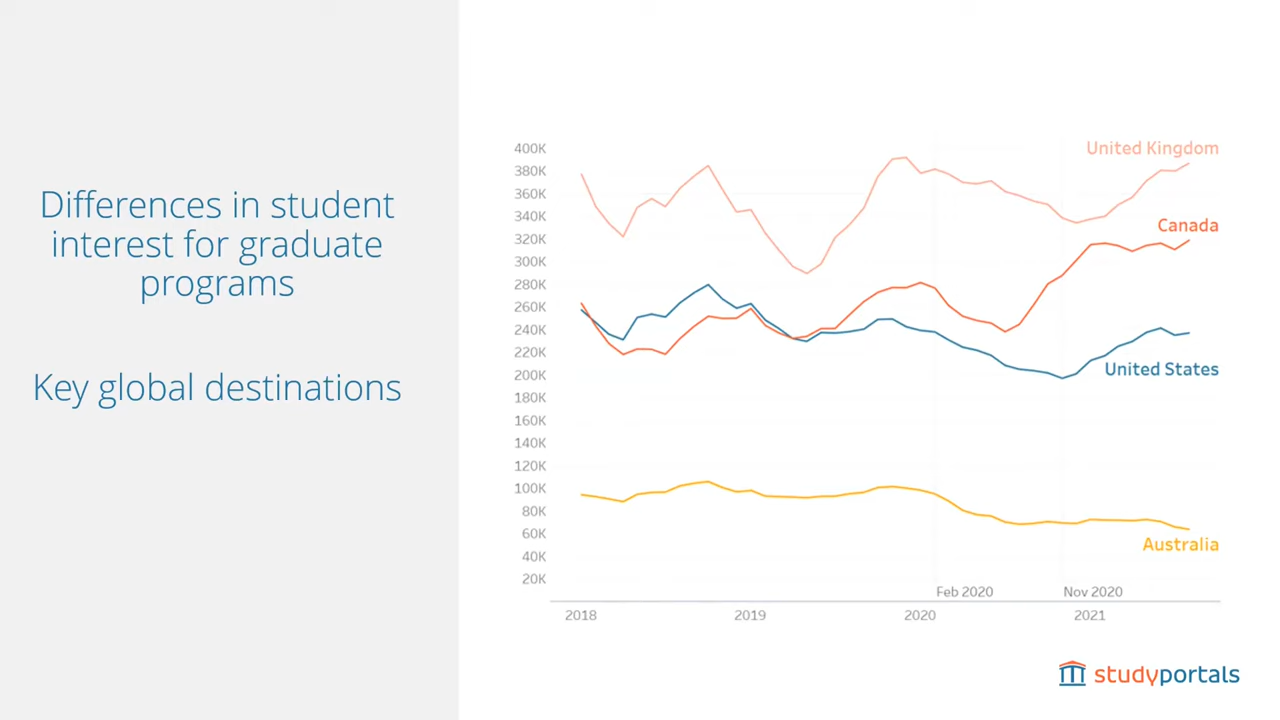 Differences in student
interest for graduate
programs
Key global destinations
400K
380K
360K
340K
320K
300K
280K
260K
240K
220K
200K
180K
160K
140K
120K
100K
80K
60K
40K
20K
United Kingdom
Canada
United States
Australia
Feb 2020
Nov 2020
2018
2019
2020
2021
studyportals